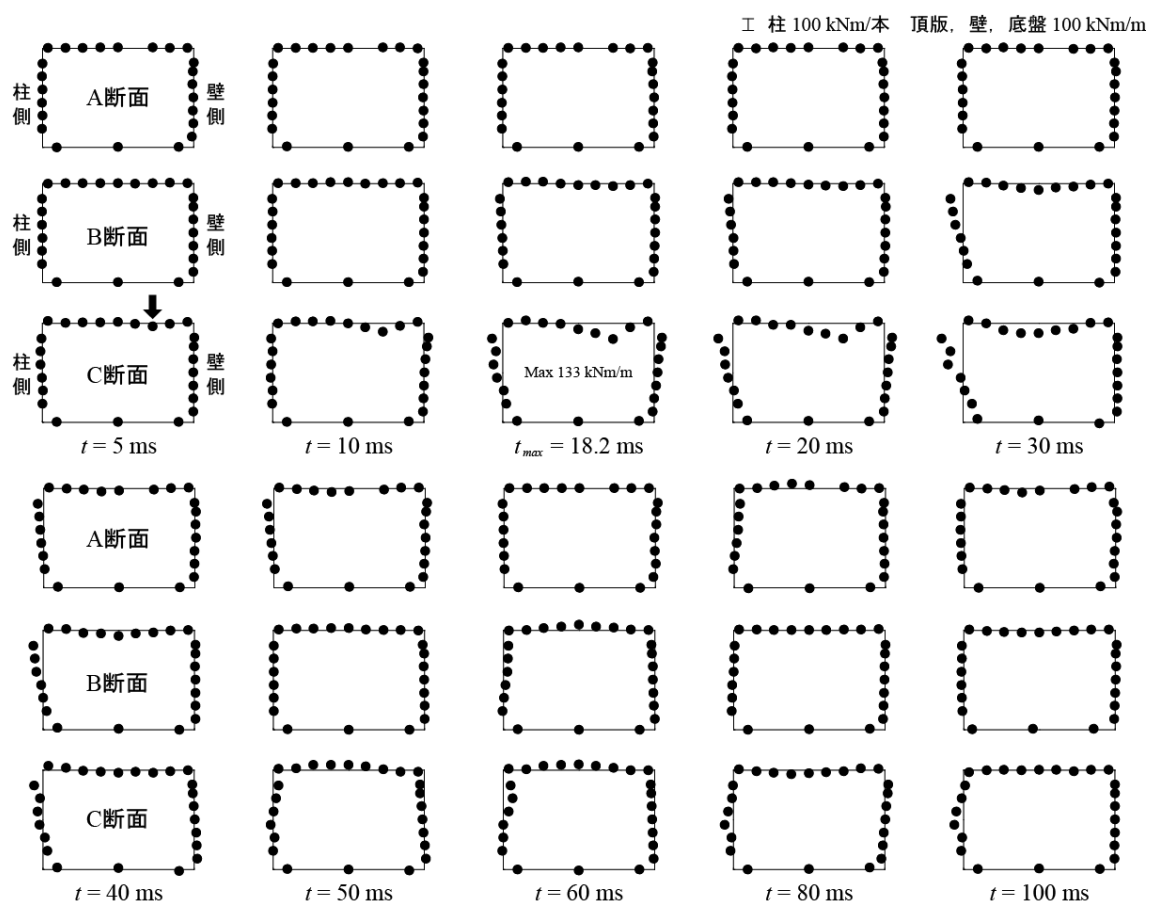 工 柱 100 kNm/本 頂版，壁，底盤 100 kNm/m
柱側 A断面 壁側
柱側 B断面 壁側
柱側 C断面 壁側
Max 133 kNm/m
t = 5 ms
t = 10 ms
tmax = 18.2 ms
t = 20 ms
t = 30 ms
A断面
B断面
C断面
t = 40 ms
t = 50 ms
t = 60 ms
t = 80 ms
t = 100 ms